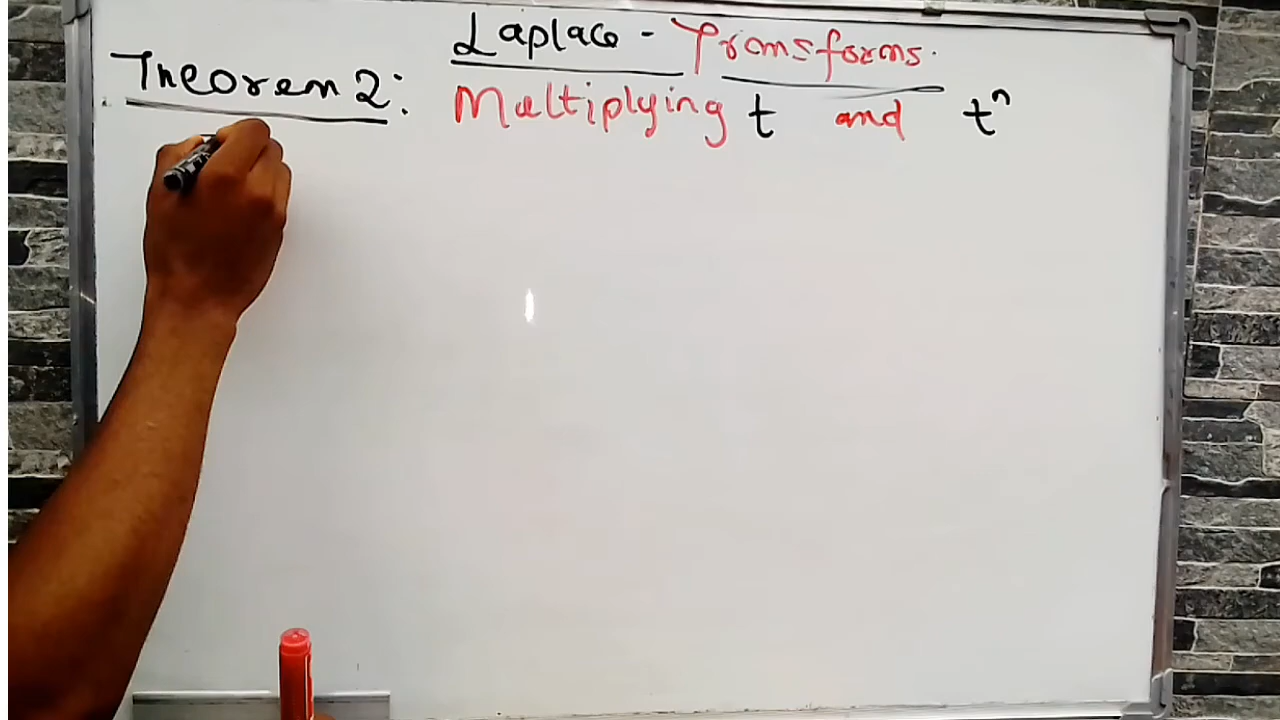 Laplace - Transforms.
Theorem 2: Multiplying t and tⁿ